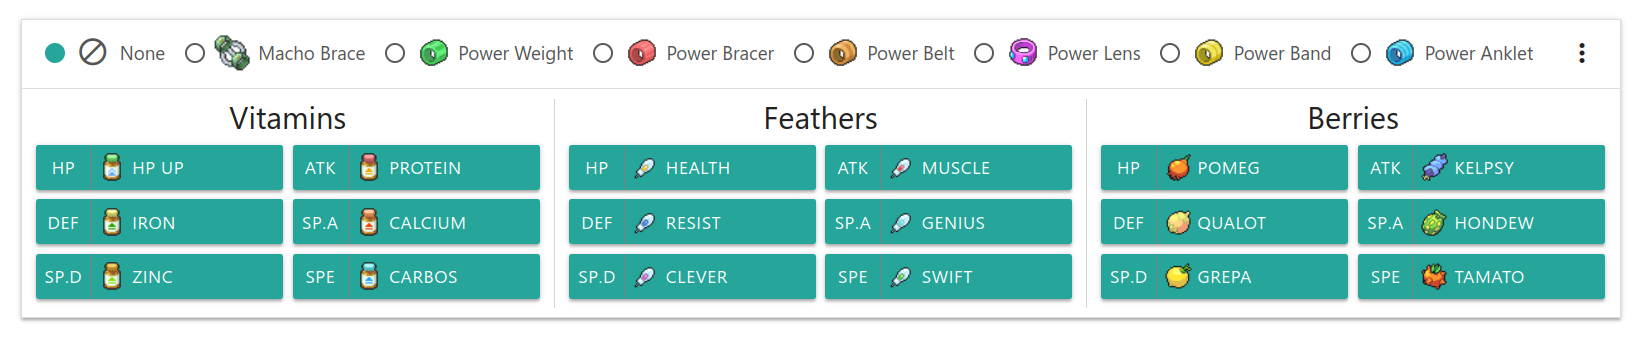 None Macho Brace Power Weight Power Bracer Power Belt Power Lens Power Band Power Anklet
Vitamins
HP HP UP ATK PROTEIN
DEF IRON SP.A CALCIUM
SP.D ZINC SPE CARBOS
Feathers
HP HEALTH ATK MUSCLE
DEF RESIST SP.A GENIUS
SP.D CLEVER SPE SWIFT
Berries
HP POMEG ATK KELPSY
DEF QUALOT SP.A HONDEW
SP.D GREPA SPE TAMATO